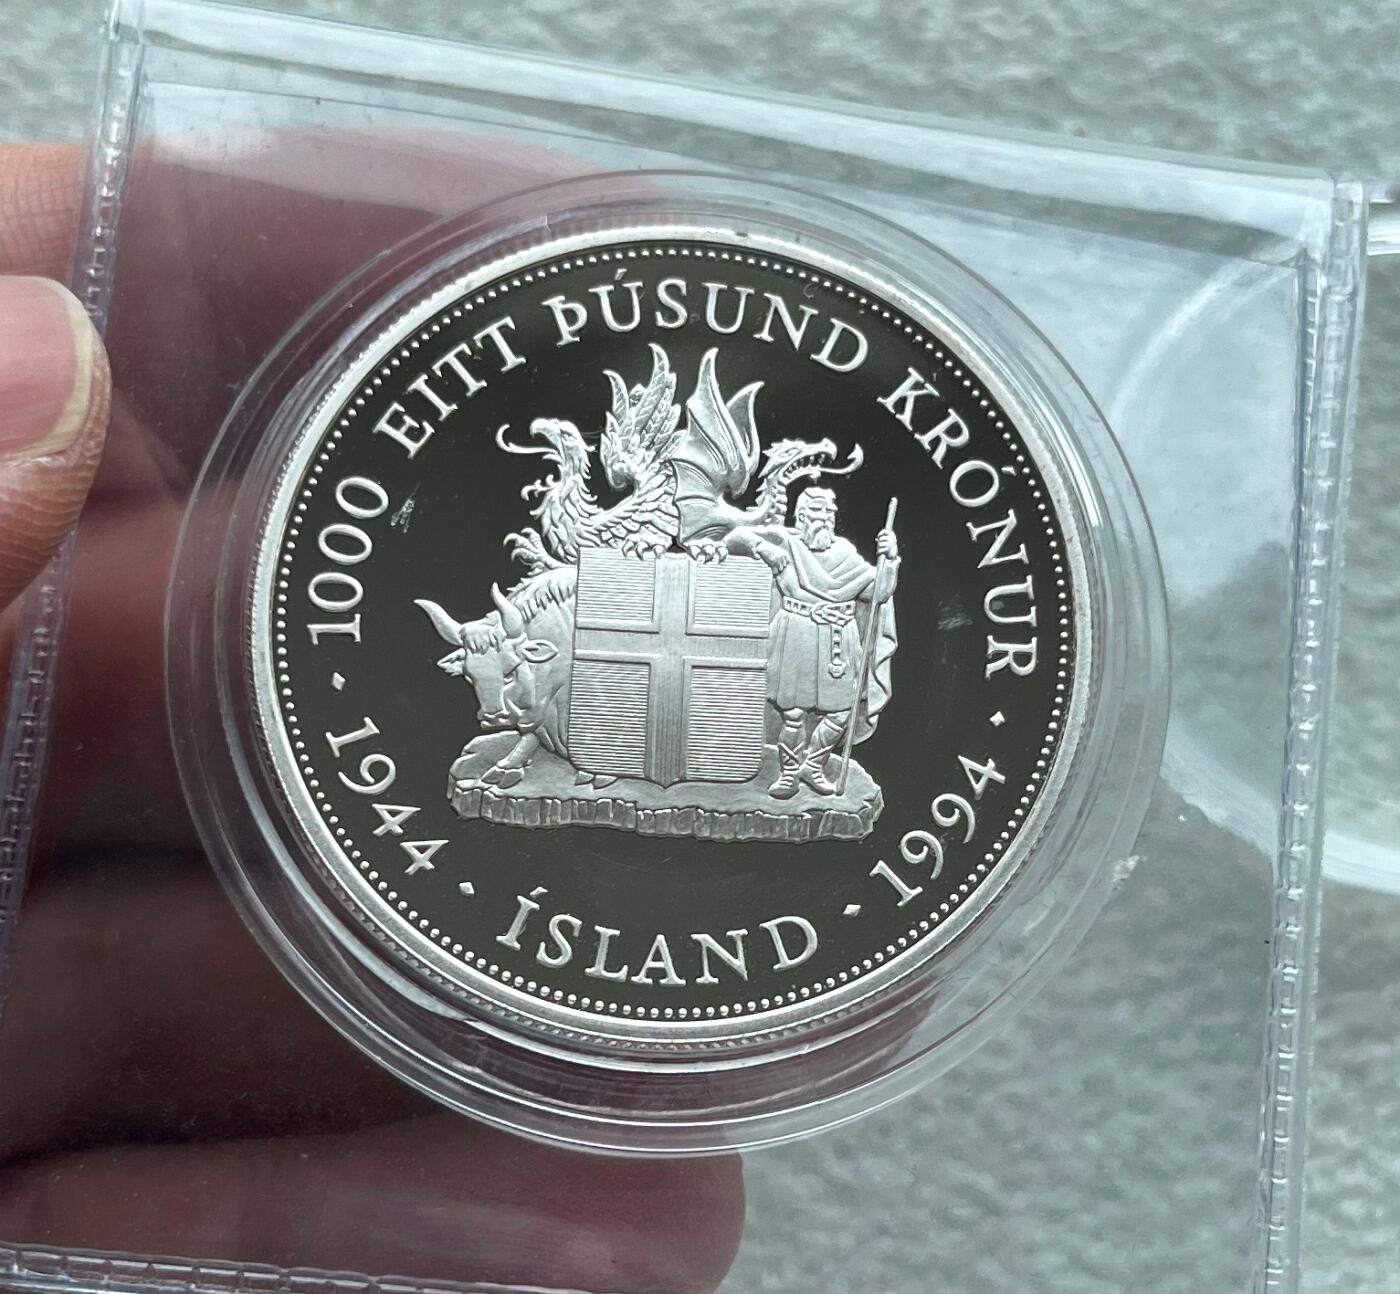 1000 EITT ÞÚSUND KRÓNUR
· 1944 · ÍSLAND · 1994 ·